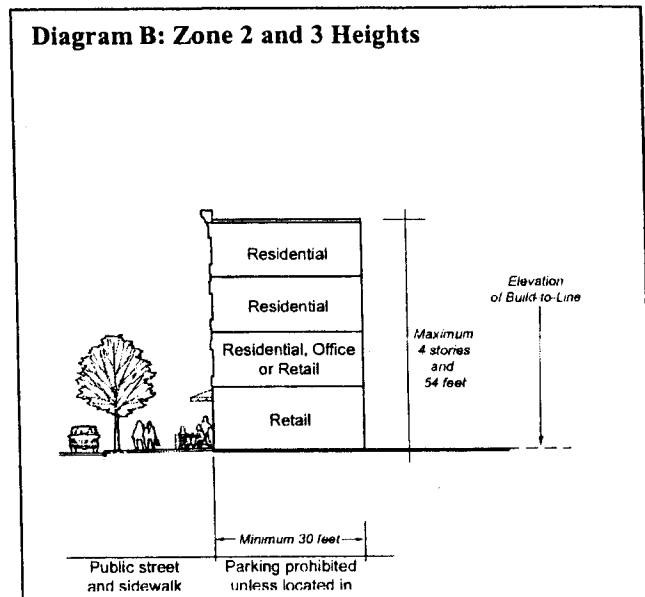 Diagram B: Zone 2 and 3 Heights
Residential
Residential
Residential, Office
or Retail
Retail
Maximum
4 stories
and
54 feet
Elevation
of Build-to-Line
Minimum 30 feet
Public street
and sidewalk
Parking prohibited
unless located in